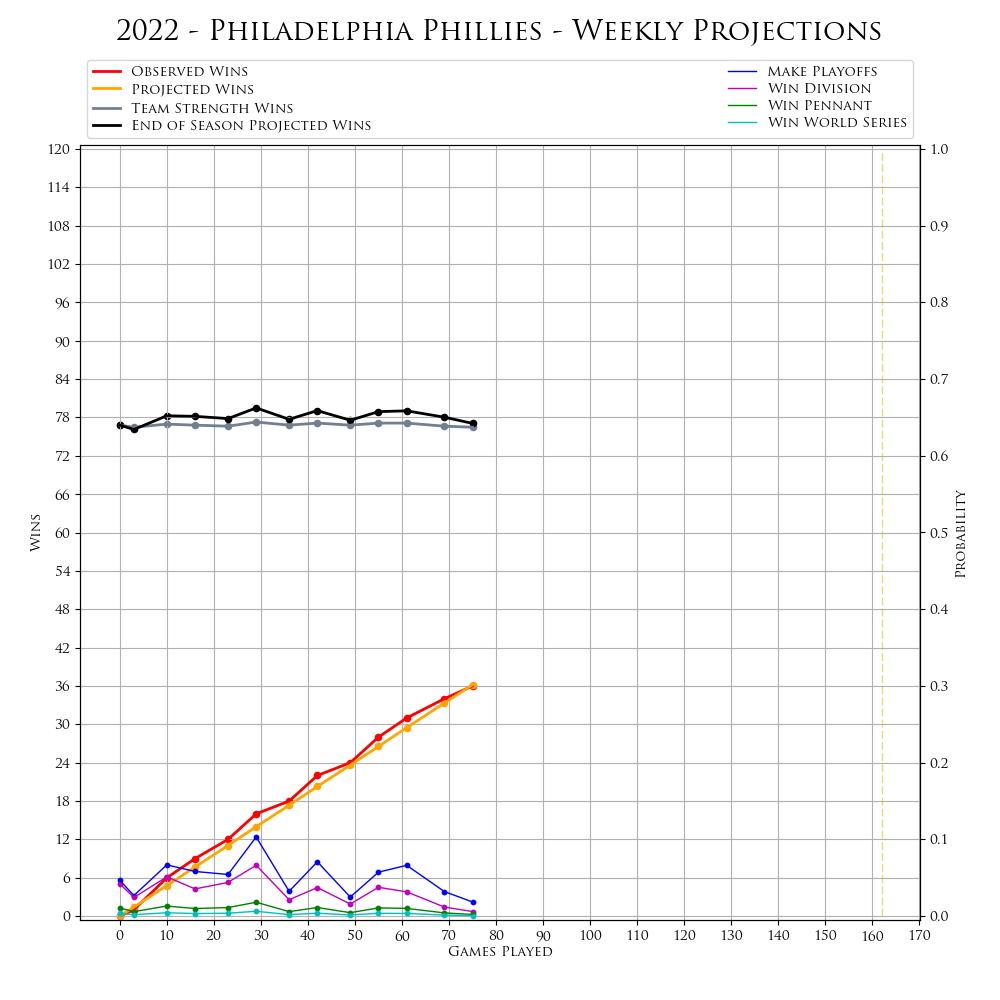 2022 - Philadelphia Phillies - Weekly Projections
Observed Wins
Projected Wins
Team Strength Wins
End of Season Projected Wins
Make Playoffs
Win Division
Win Pennant
Win World Series
120
114
108
102
96
90
84
78
72
66
60
54
48
42
36
30
24
18
12
6
0
Wins
1.0
0.9
0.8
0.7
0.6
0.5
0.4
0.3
0.2
0.1
0.0
Probability
0 10 20 30 40 50 60 70 80 90 100 110 120 130 140 150 160 170
Games Played